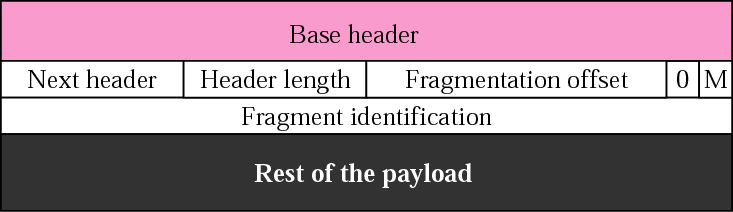 Base header
Next header Header length Fragmentation offset 0 M
Fragment identification
Rest of the payload